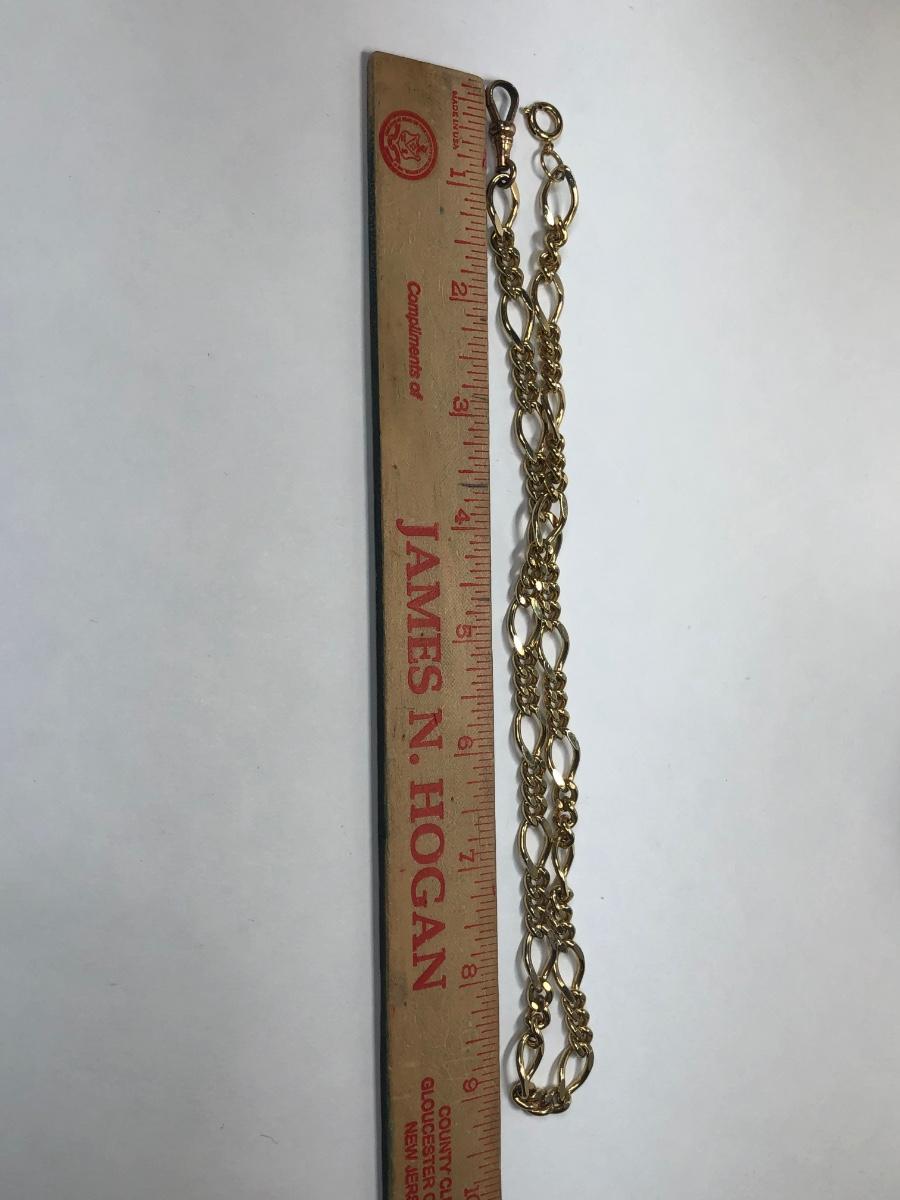 MADE IN U.S.A.
1
2
3
4
5
6
7
8
9
Compliments of
JAMES N. HOGAN
COUNTY CL
GLOUCESTER C
NEW JER